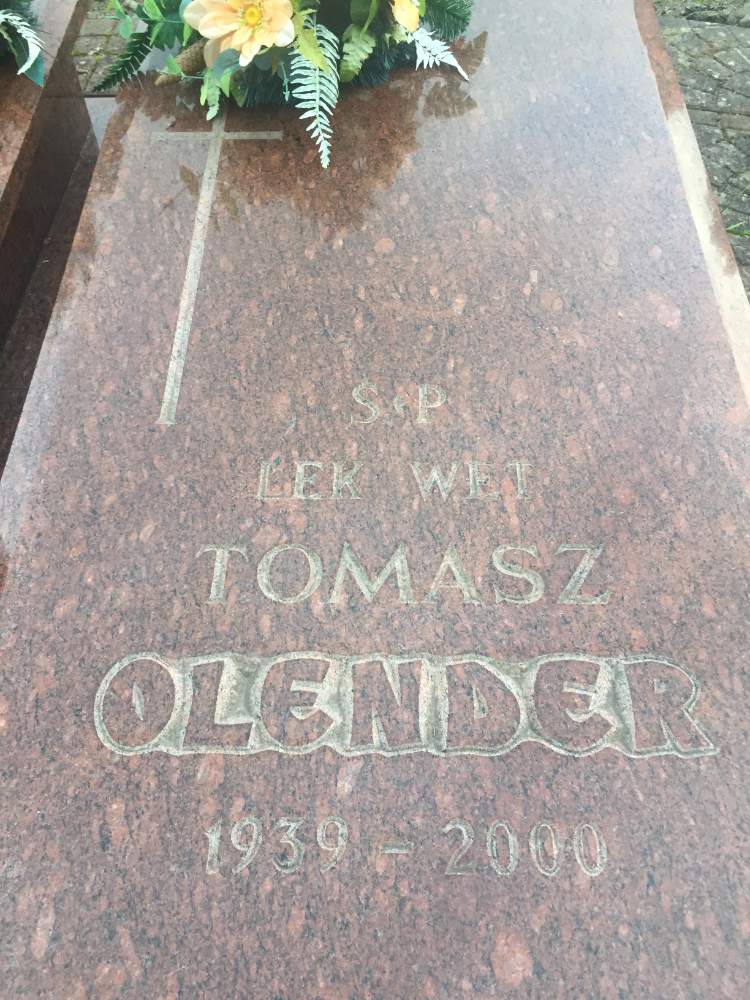 Ś.P
LEK WET
TOMASZ
OLENDER
1939 - 2000